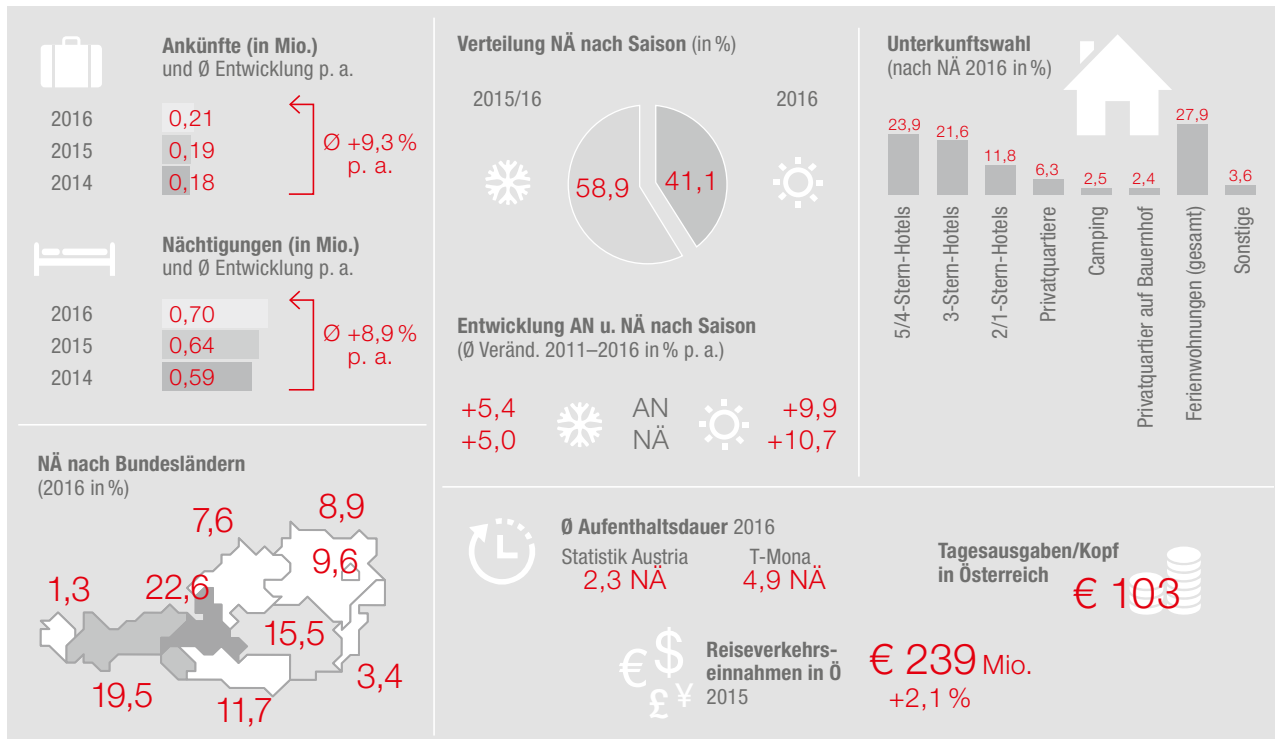 Ankünfte (in Mio.)
und Ø Entwicklung p. a.
2016 0,21
2015 0,19
2014 0,18
Ø +9,3 %
p. a.
Nächtigungen (in Mio.)
und Ø Entwicklung p. a.
2016 0,70
2015 0,64
2014 0,59
Ø +8,9 %
p. a.
NÄ nach Bundesländern
(2016 in %)
8,9
7,6
9,6
1,3
22,6
15,5
3,4
19,5
11,7
Verteilung NÄ nach Saison (in %)
2015/16
2016
58,9
41,1
Entwicklung AN u. NÄ nach Saison
(Ø Veränd. 2011–2016 in % p. a.)
+5,4 AN +9,9
+5,0 NÄ +10,7
Unterkunftswahl
(nach NÄ 2016 in %)
23,9
21,6
11,8
6,3
2,5
2,4
27,9
3,6
5/4-Stern-Hotels
3-Stern-Hotels
2/1-Stern-Hotels
Privatquartiere
Camping
Privatquartier auf Bauernhof
Ferienwohnungen (gesamt)
Sonstige
Ø Aufenthaltsdauer 2016
Statistik Austria T-Mona
2,3 NÄ 4,9 NÄ
Tagesausgaben/Kopf
in Österreich
€ 103
€ $ £ ¥
Reiseverkehrs-
einnahmen in Ö
2015
€ 239 Mio.
+2,1 %